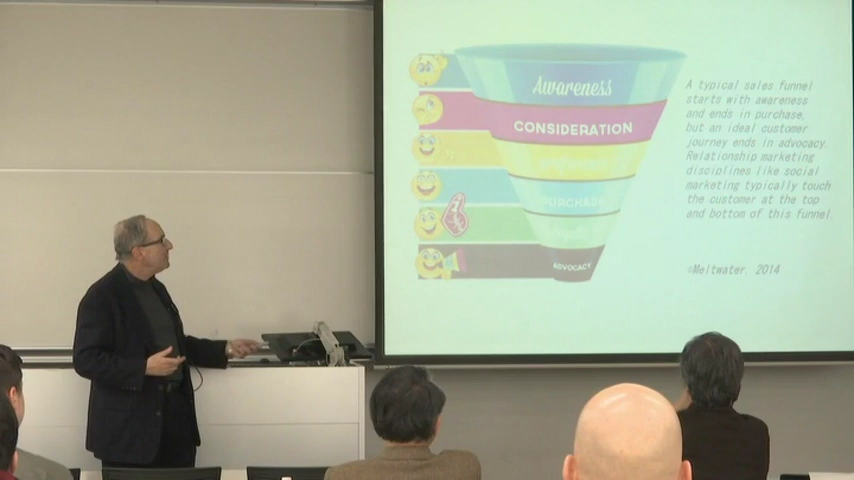 Awareness
CONSIDERATION
PURCHASE
ADVOCACY
A typical sales funnel
starts with awareness
and ends in purchase,
but an ideal customer
journey ends in advocacy.
Relationship marketing
disciplines like social
marketing typically touch
the customer at the top
and bottom of this funnel.
©Meltwater, 2014